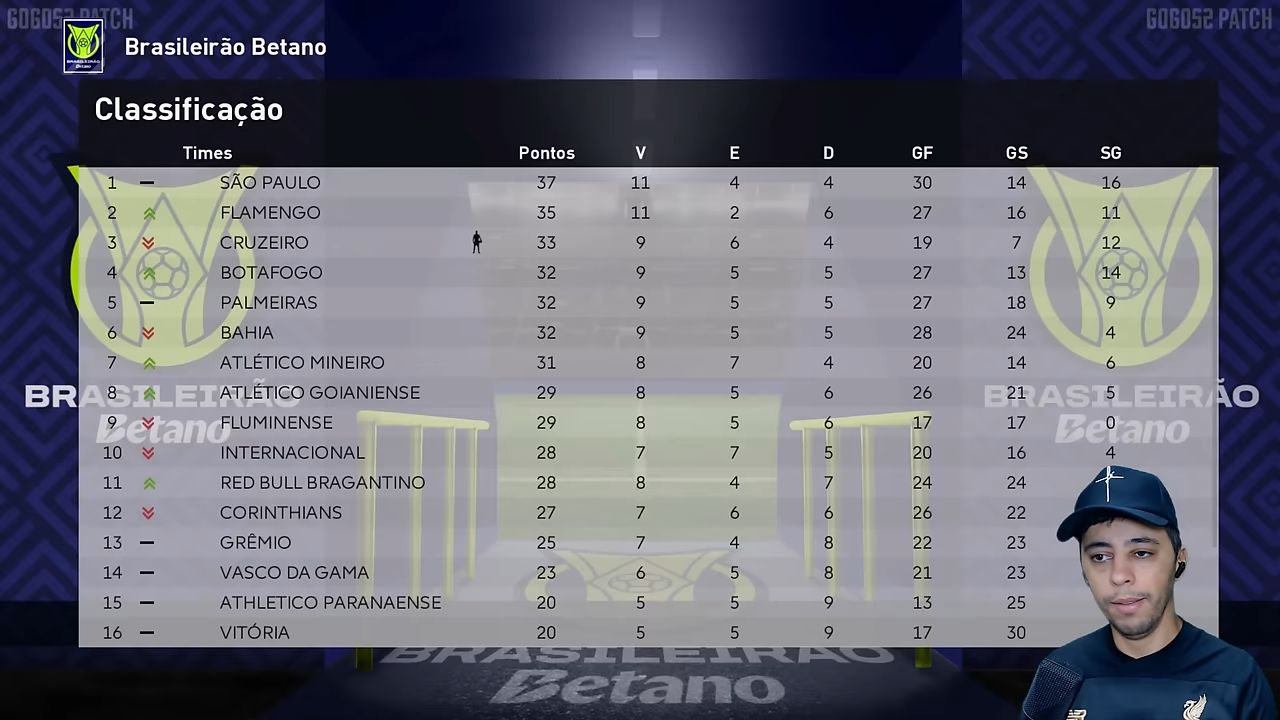 GOGO52 PATCH
GOGO52 PATCH
BRASILEIRÃO
Betano
Brasileirão Betano
Classificação
Times Pontos V E D GF GS SG
1 SÃO PAULO 37 11 4 4 30 14 16
2 FLAMENGO 35 11 2 6 27 16 11
3 CRUZEIRO 33 9 6 4 19 7 12
4 BOTAFOGO 32 9 5 5 27 13 14
5 PALMEIRAS 32 9 5 5 27 18 9
6 BAHIA 32 9 5 5 28 24 4
7 ATLÉTICO MINEIRO 31 8 7 4 20 14 6
8 ATLÉTICO GOIANIENSE 29 8 5 6 26 21 5
9 FLUMINENSE 29 8 5 6 17 17 0
10 INTERNACIONAL 28 7 7 5 20 16 4
11 RED BULL BRAGANTINO 28 8 4 7 24 24
12 CORINTHIANS 27 7 6 6 26 22
13 GRÊMIO 25 7 4 8 22 23
14 VASCO DA GAMA 23 6 5 8 21 23
15 ATHLETICO PARANAENSE 20 5 5 9 13 25
16 VITÓRIA 20 5 5 9 17 30
BRASILEIRÃO
Betano
BRASILEIRÃO
Betano
BRASILEIRÃO
Betano